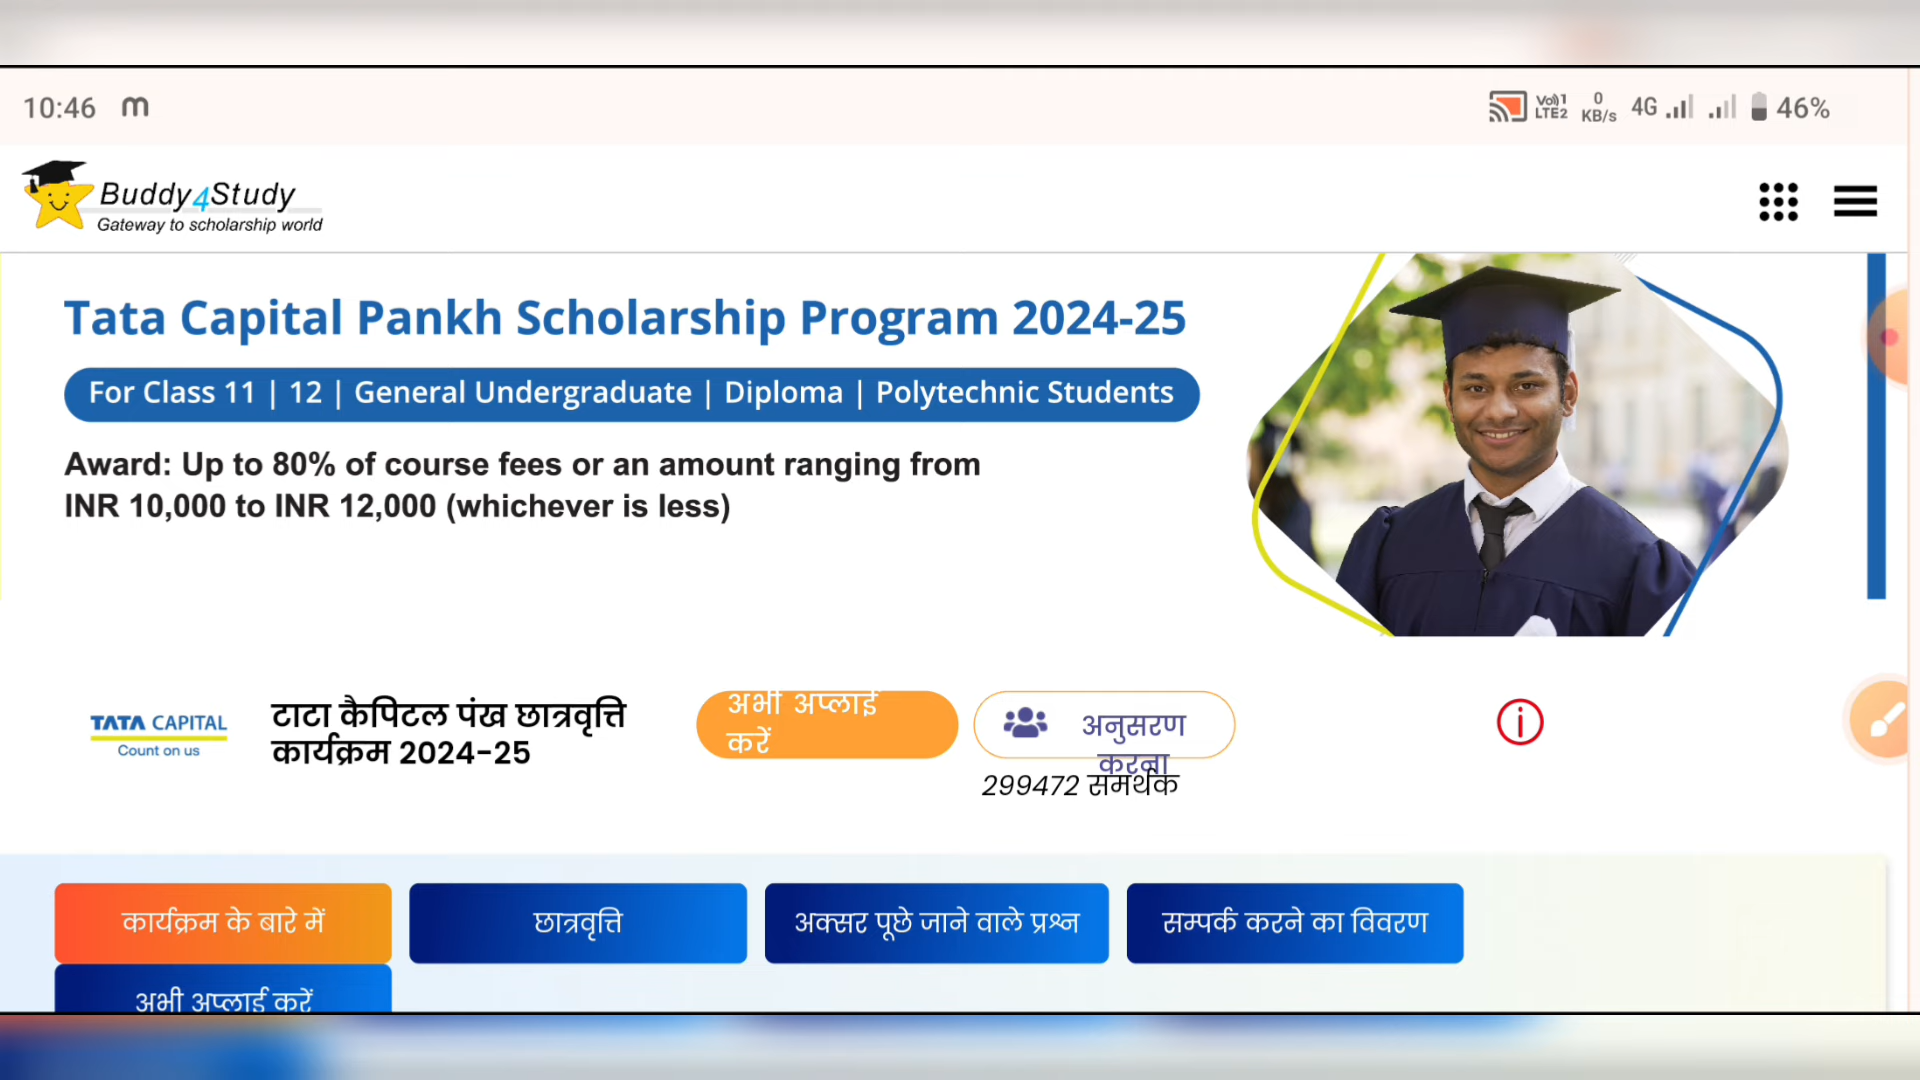 10:46 m
Vo)) 1
LTE2
0
KB/s
4G
46%
Buddy4Study
Gateway to scholarship world
Tata Capital Pankh Scholarship Program 2024-25
For Class 11 | 12 | General Undergraduate | Diploma | Polytechnic Students
Award: Up to 80% of course fees or an amount ranging from
INR 10,000 to INR 12,000 (whichever is less)
TATA CAPITAL
Count on us
टाटा कैपिटल पंख छात्रवृत्ति
कार्यक्रम 2024-25
अभी अप्लाई
करें
अनुसरण
करना
299472 समर्थक
कार्यक्रम के बारे में
छात्रवृत्ति
अक्सर पूछे जाने वाले प्रश्न
सम्पर्क करने का विवरण
अभी अप्लाई करें